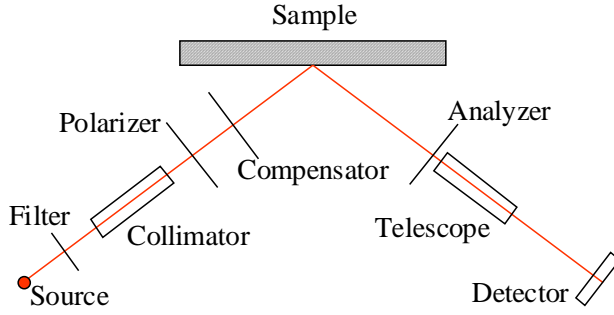 Sample
Polarizer
Analyzer
Compensator
Filter
Collimator
Telescope
Source
Detector